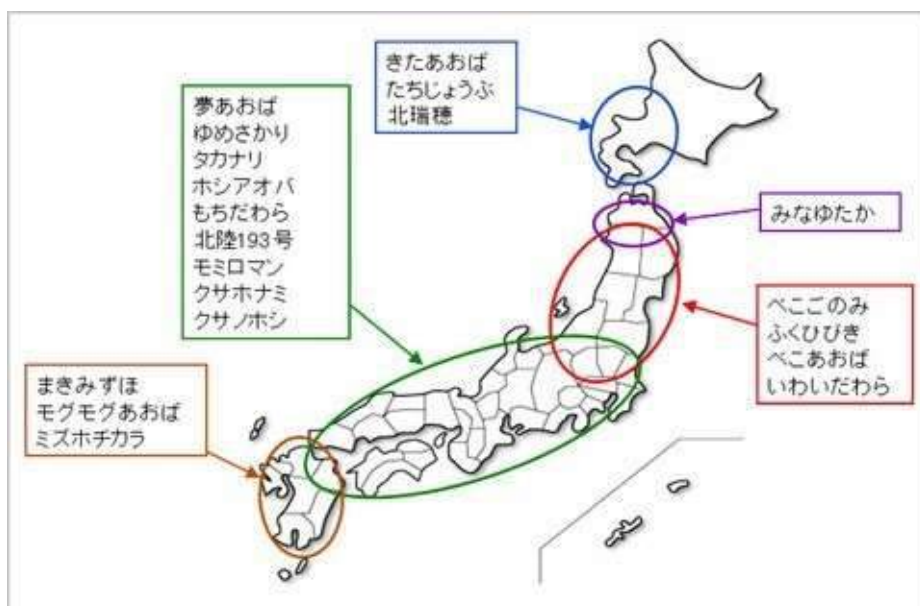 きたあおば
たちじょうぶ
北瑞穂
夢あおば
ゆめさかり
タカナリ
ホシアオバ
もちだわら
北陸193号
モミロマン
クサホナミ
クサノホシ
みなゆたか
べこごのみ
ふくひびき
べこあおば
いわいだわら
まきみずほ
モグモグあおば
ミズホチカラ